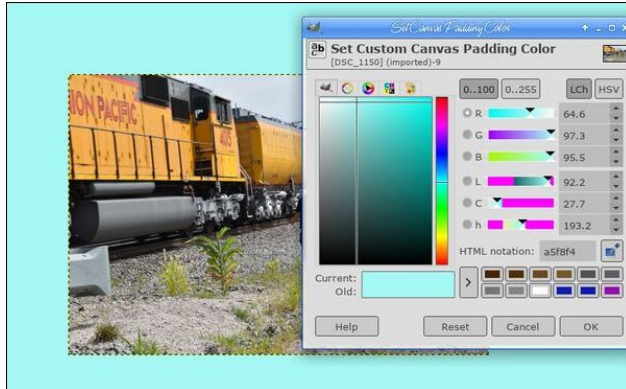 Set Canvas Padding Color
Set Custom Canvas Padding Color
[DSC_1150] (imported)-9
0..100 0..255 LCh HSV
R 64.6
G 97.3
B 95.5
L 92.2
C 27.7
h 193.2
HTML notation: a5f8f4
Current:
Old:
Help Reset Cancel OK
ION PACIFIC